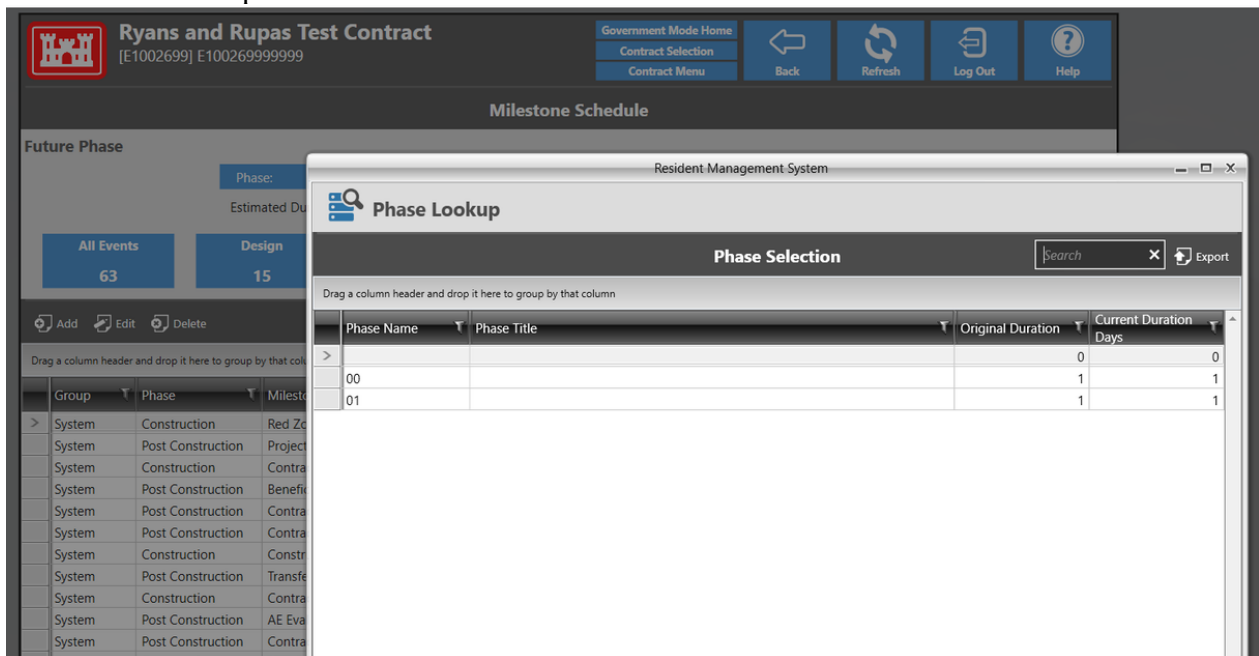 Ryans and Rupas Test Contract
[E1002699] E100269999999
Government Mode Home
Contract Selection
Contract Menu
Back
Refresh
Log Out
Help
Milestone Schedule
Future Phase
Phase:
Estimated Du
All Events
63
Design
15
Add Edit Delete
Drag a column header and drop it here to group by that colu
Group Phase Milesto
System Construction Red Zo
System Post Construction Project
System Construction Contra
System Post Construction Benefic
System Post Construction Contra
System Post Construction Contra
System Construction Constr
System Post Construction Transfe
System Construction Contra
System Post Construction AE Eva
System Post Construction Contra
Resident Management System
Phase Lookup
Phase Selection
Search
Export
Drag a column header and drop it here to group by that column
Phase Name Phase Title Original Duration Current Duration Days
0 0
00 1 1
01 1 1